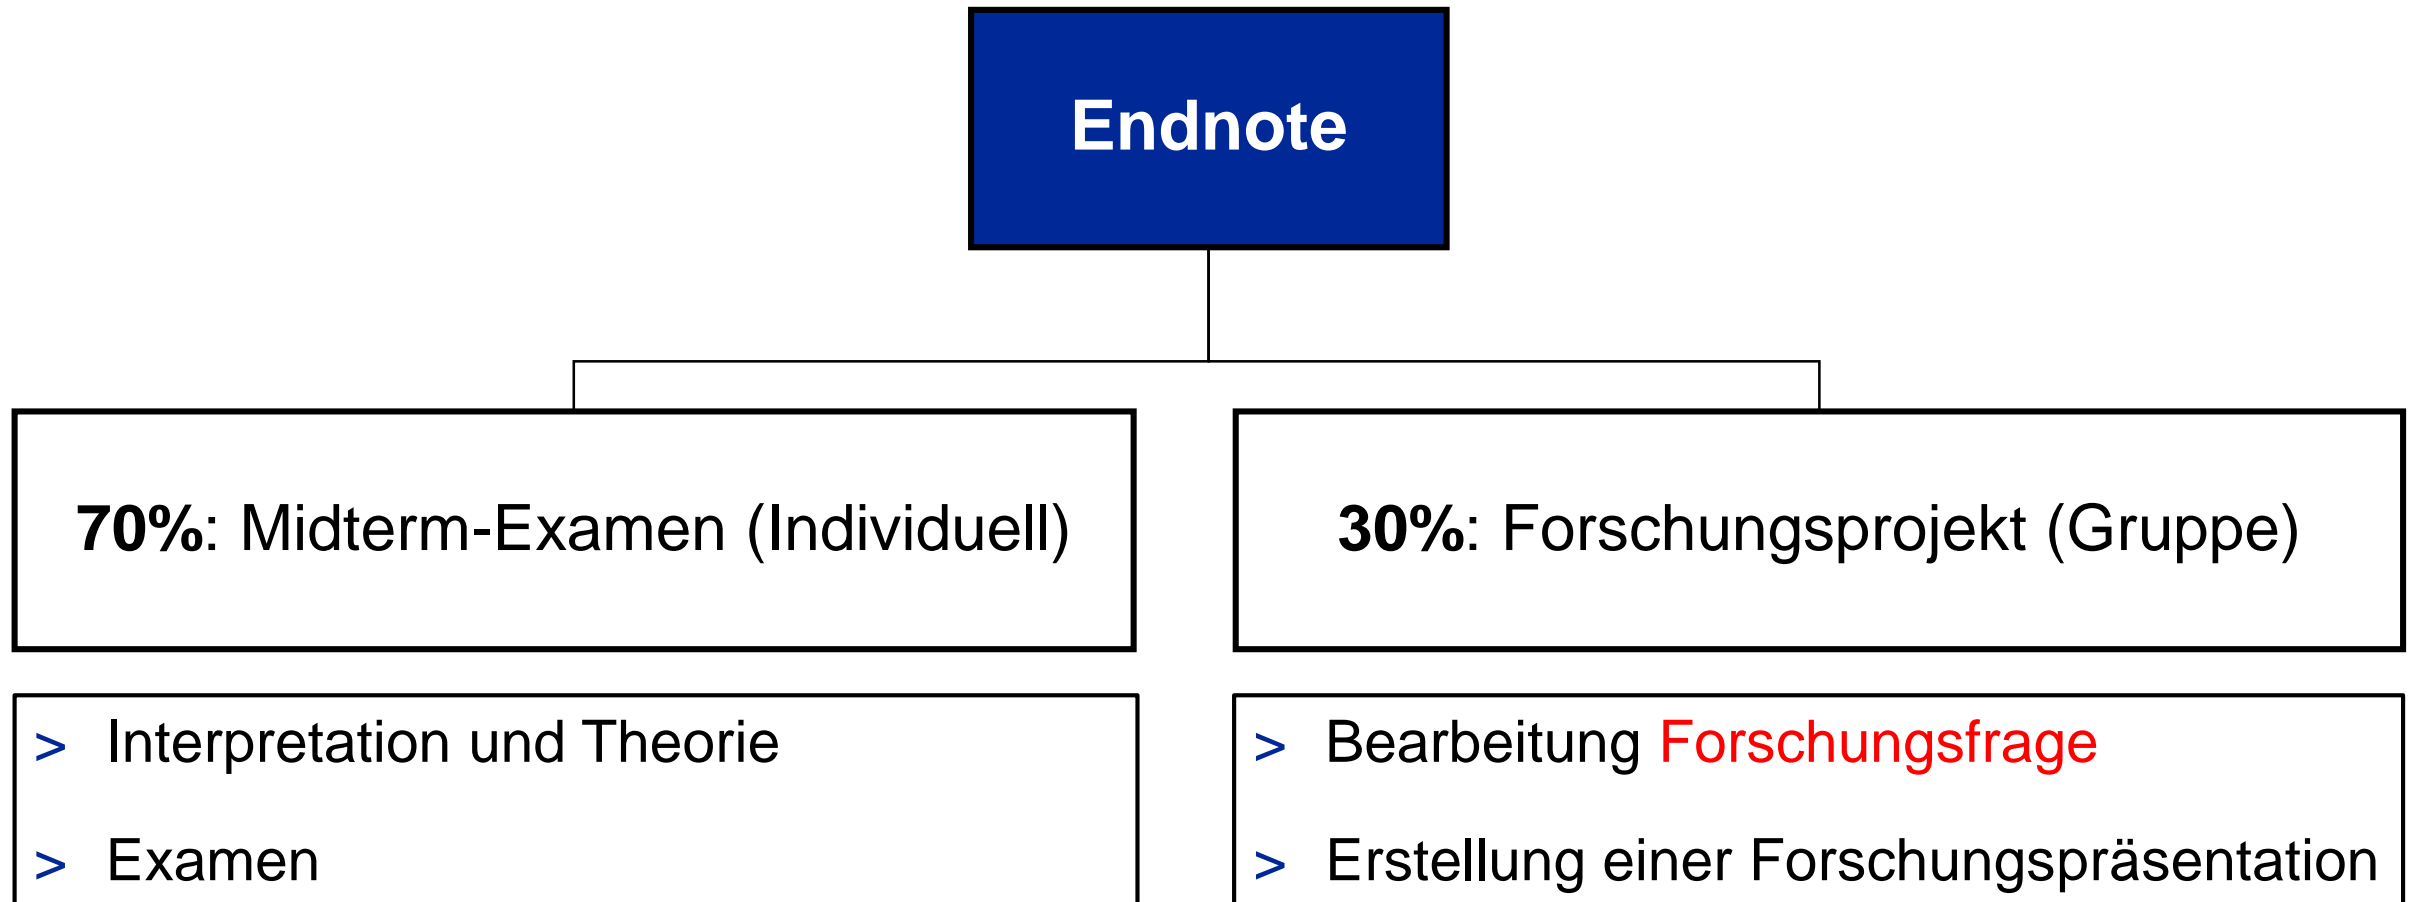 Endnote
70%: Midterm-Examen (Individuell)
30%: Forschungsprojekt (Gruppe)
> Interpretation und Theorie
> Examen
> Bearbeitung Forschungsfrage
> Erstellung einer Forschungspräsentation